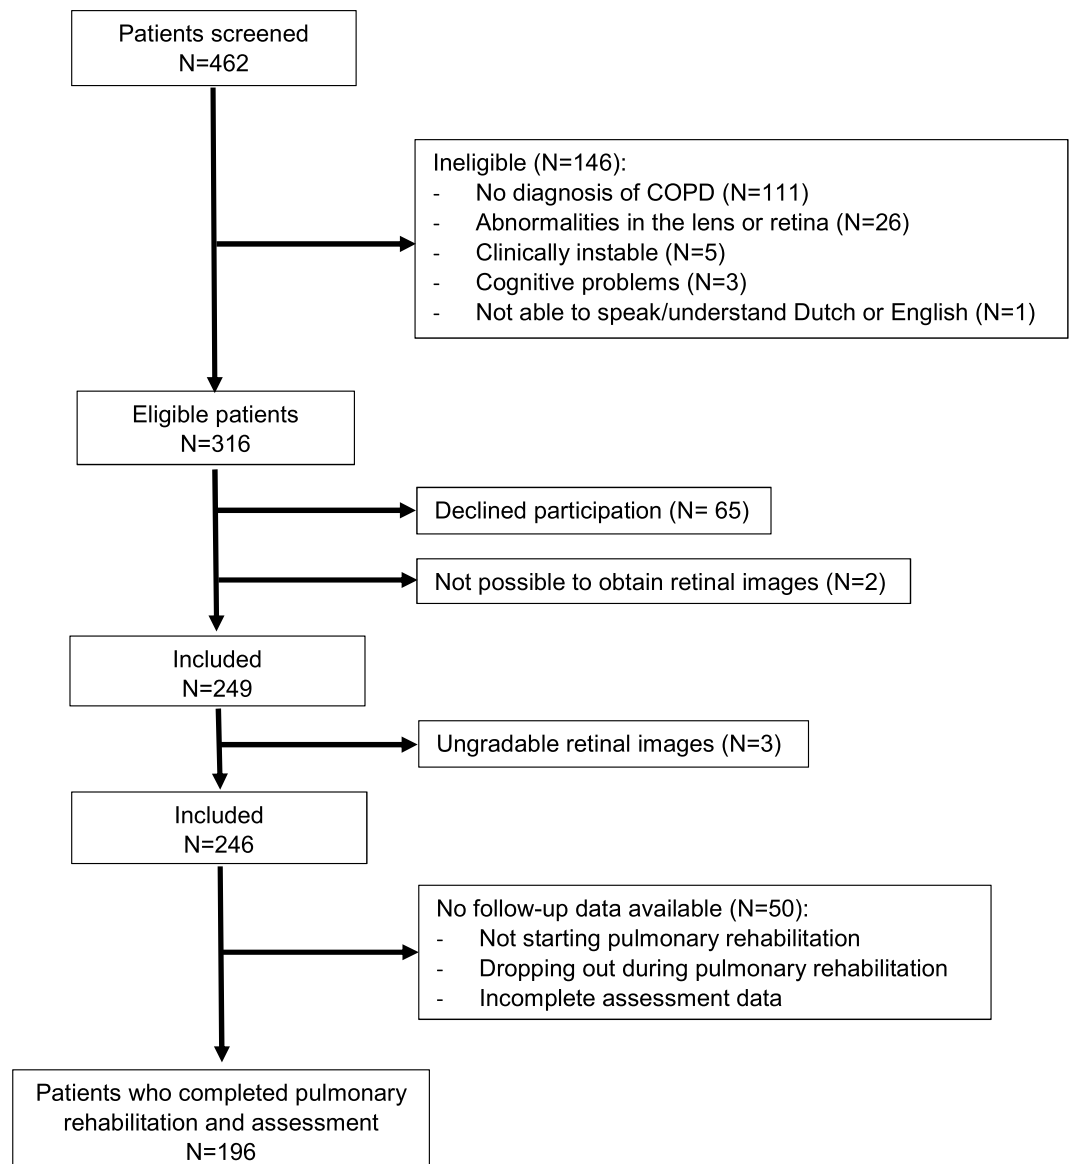 Patients screened
N=462
Ineligible (N=146):
- No diagnosis of COPD (N=111)
- Abnormalities in the lens or retina (N=26)
- Clinically instable (N=5)
- Cognitive problems (N=3)
- Not able to speak/understand Dutch or English (N=1)
Eligible patients
N=316
Declined participation (N= 65)
Not possible to obtain retinal images (N=2)
Included
N=249
Ungradable retinal images (N=3)
Included
N=246
No follow-up data available (N=50):
- Not starting pulmonary rehabilitation
- Dropping out during pulmonary rehabilitation
- Incomplete assessment data
Patients who completed pulmonary
rehabilitation and assessment
N=196